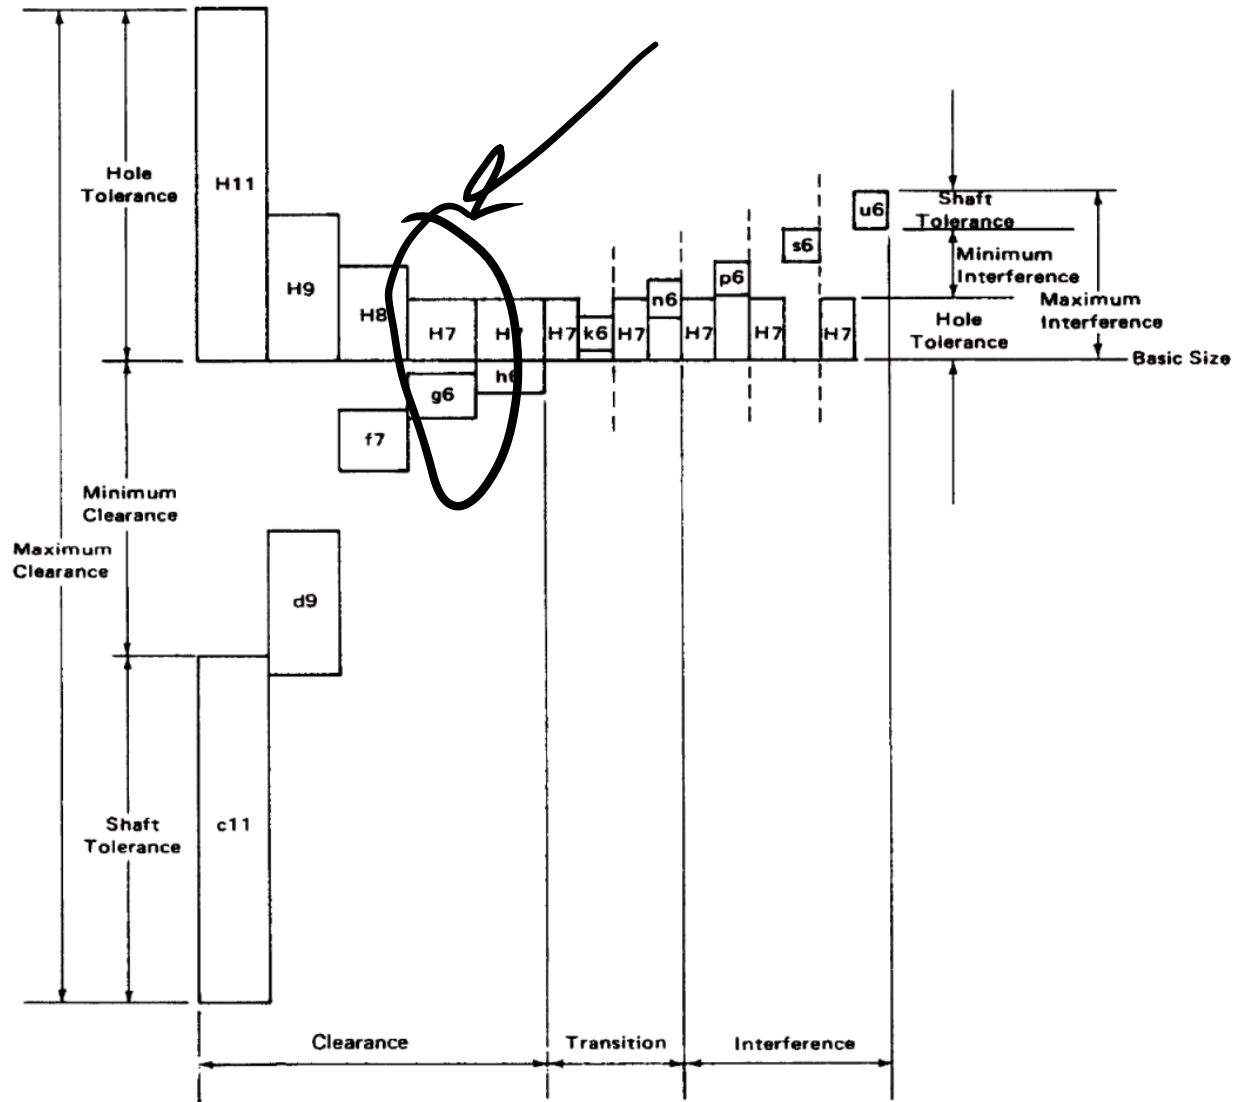 H11
H9
H8
H7
H7
H7
k6
H7
n6
H7
p6
H7
s6
H7
u6
h6
g6
f7
d9
c11
Hole
Tolerance
Minimum
Clearance
Maximum
Clearance
Shaft
Tolerance
Shaft
Tolerance
Minimum
Interference
Maximum
Interference
Hole
Tolerance
Basic Size
Clearance
Transition
Interference